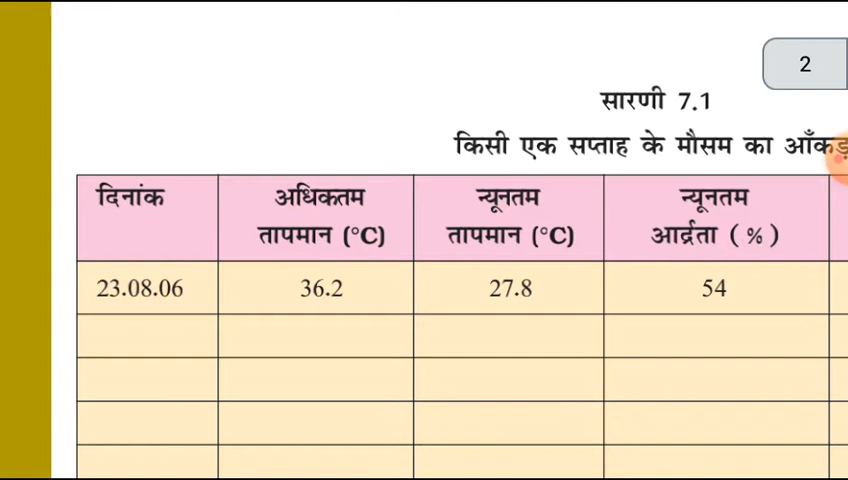 2
सारणी 7.1
किसी एक सप्ताह के मौसम का
दिनांक अधिकतम तापमान (°C) न्यूनतम तापमान (°C) न्यूनतम आर्द्रता (%)
23.08.06 36.2 27.8 54